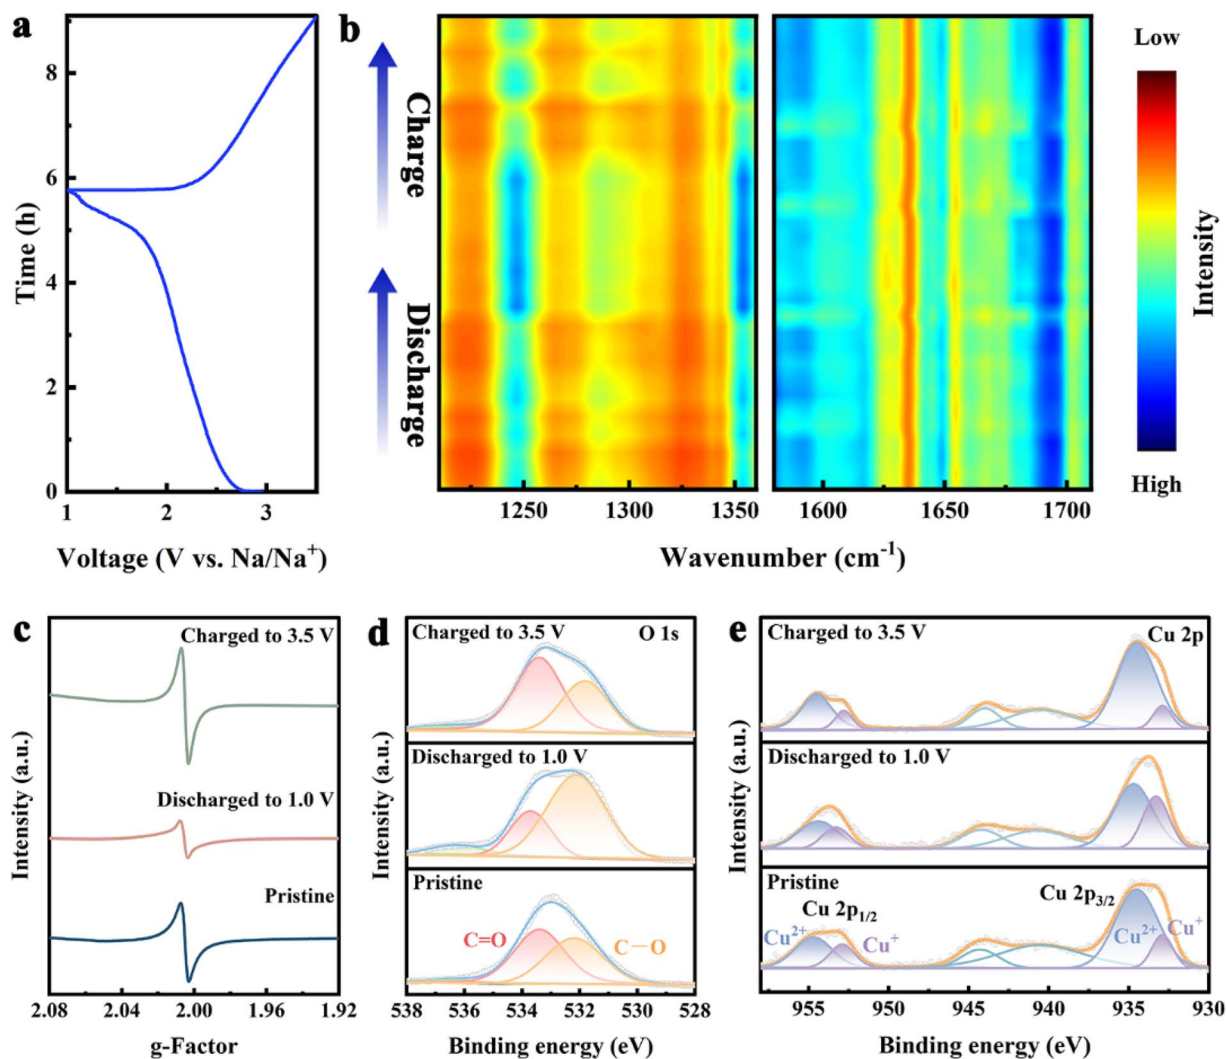 a
Time (h)
8
6
4
2
0
1
2
3
Voltage (V vs. Na/Na⁺)
b
Charge
Discharge
1250
1300
1350
1600
1650
1700
Wavenumber (cm⁻¹)
Low
Intensity
High
c
Charged to 3.5 V
Discharged to 1.0 V
Pristine
Intensity (a.u.)
2.08
2.04
2.00
1.96
1.92
g-Factor
d
Charged to 3.5 V
O 1s
Discharged to 1.0 V
Pristine
C=O
C—O
Intensity (a.u.)
538
536
534
532
530
528
Binding energy (eV)
e
Charged to 3.5 V
Cu 2p
Discharged to 1.0 V
Pristine
Cu 2p₁/₂
Cu 2p₃/₂
Cu²⁺
Cu⁺
Cu²⁺
Cu⁺
Intensity (a.u.)
955
950
945
940
935
930
Binding energy (eV)